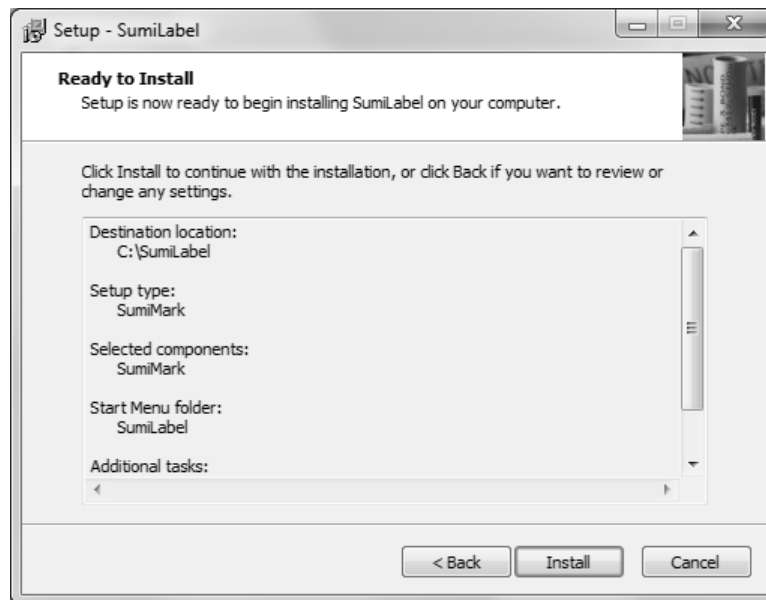 Setup - SumiLabel
Ready to Install
Setup is now ready to begin installing SumiLabel on your computer.
Click Install to continue with the installation, or click Back if you want to review or
change any settings.
Destination location:
C:\SumiLabel
Setup type:
SumiMark
Selected components:
SumiMark
Start Menu folder:
SumiLabel
Additional tasks:
< Back
Install
Cancel